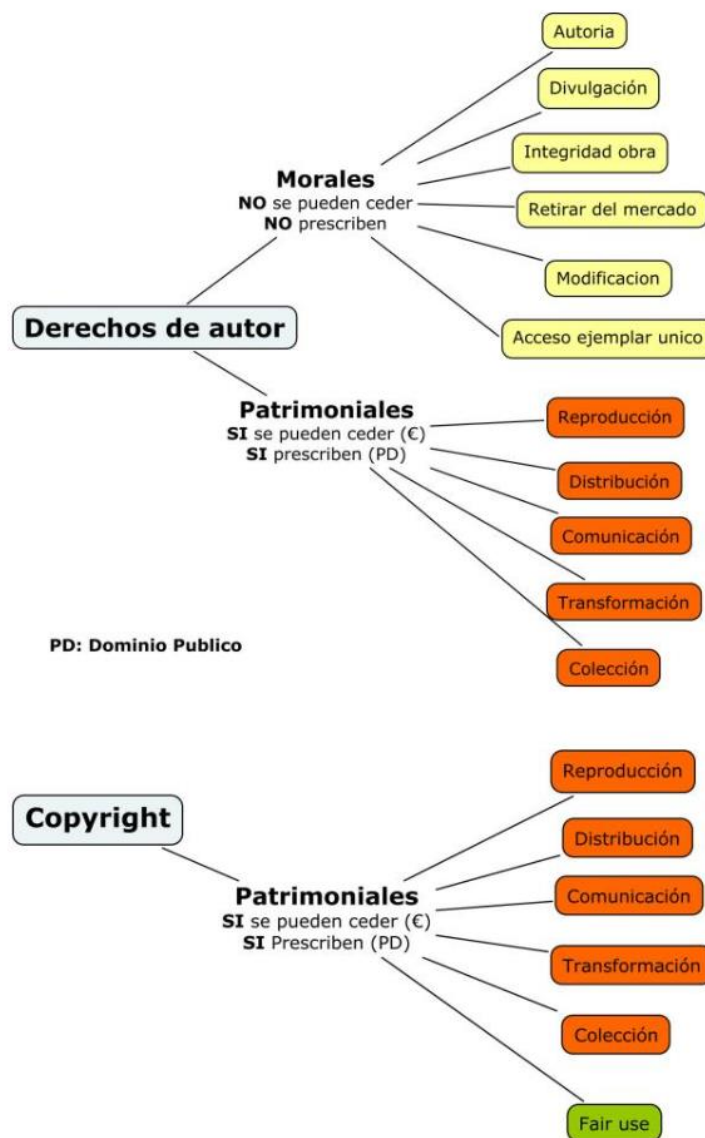 Autoria
Divulgación
Integridad obra
Retirar del mercado
Modificacion
Acceso ejemplar unico
Morales
NO se pueden ceder
NO prescriben
Derechos de autor
Patrimoniales
SI se pueden ceder (€)
SI prescriben (PD)
Reproducción
Distribución
Comunicación
Transformación
Colección
PD: Dominio Publico
Copyright
Patrimoniales
SI se pueden ceder (€)
SI Prescriben (PD)
Reproducción
Distribución
Comunicación
Transformación
Colección
Fair use